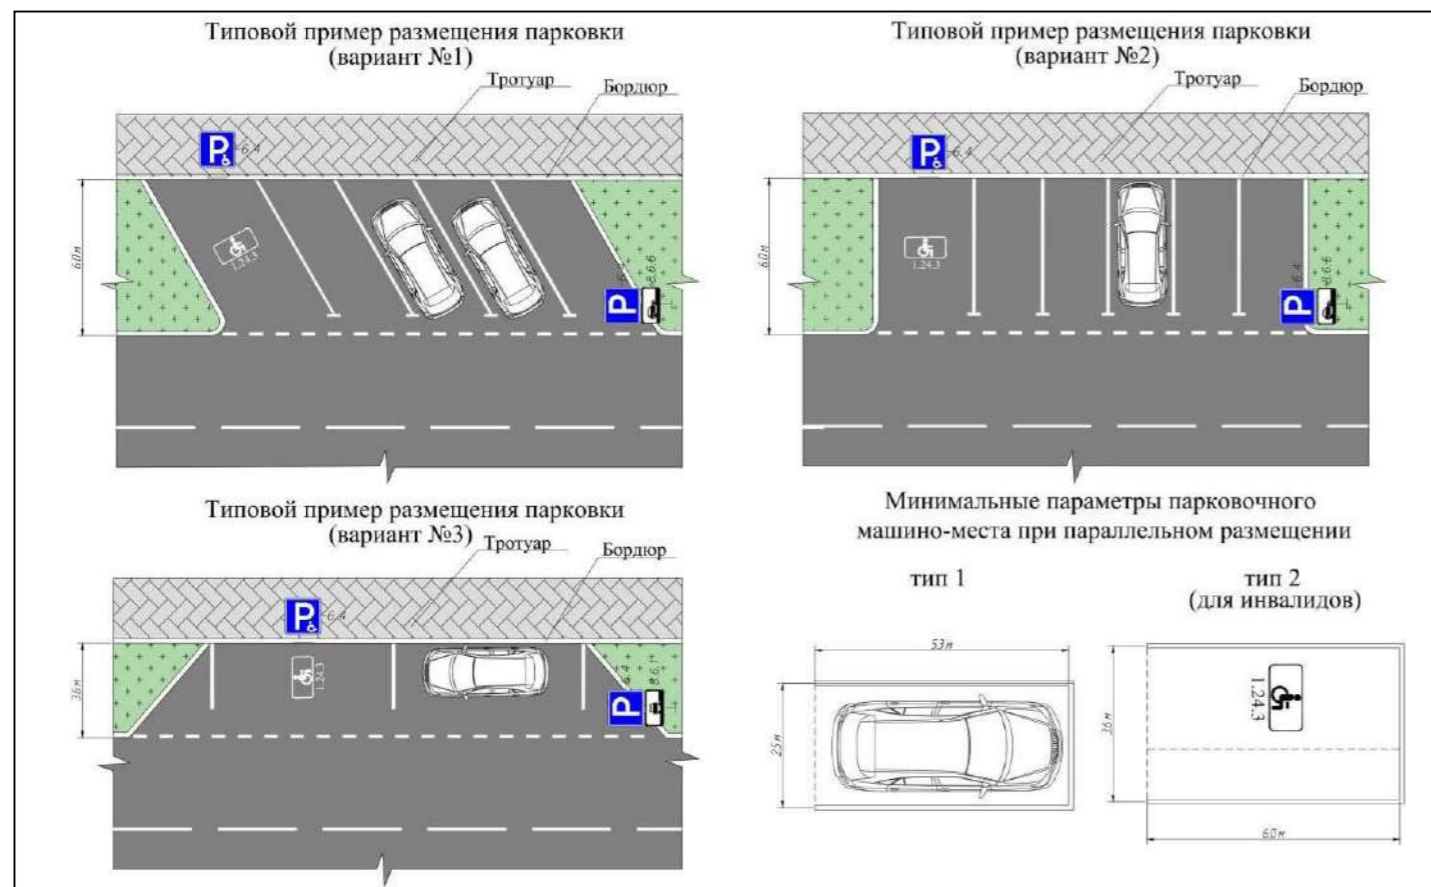 Типовой пример размещения парковки
(вариант №1)
Тротуар
Бордюр
P
6.4
6.0м
1.24.3
P
6.4
8.6.6
Типовой пример размещения парковки
(вариант №2)
Тротуар
Бордюр
P
6.4
6.0м
1.24.3
P
6.4
8.6.6
Типовой пример размещения парковки
(вариант №3)
Тротуар
Бордюр
P
6.4
3.6м
1.24.3
P
6.4
8.6.1
Минимальные параметры парковочного
машино-места при параллельном размещении
тип 1
5.3м
2.5м
тип 2
(для инвалидов)
1.24.3
3.6м
6.0м